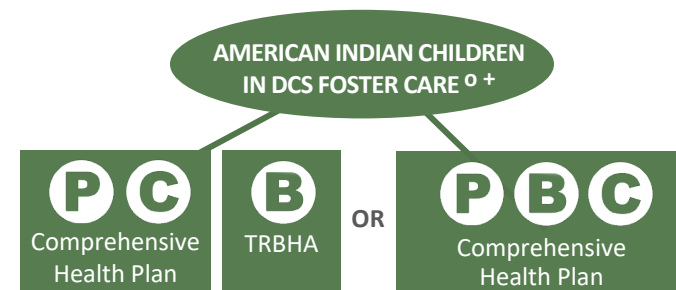 AMERICAN INDIAN CHILDREN
IN DCS FOSTER CARE º +
P C
Comprehensive
Health Plan
B
TRBHA
OR
P B C
Comprehensive
Health Plan